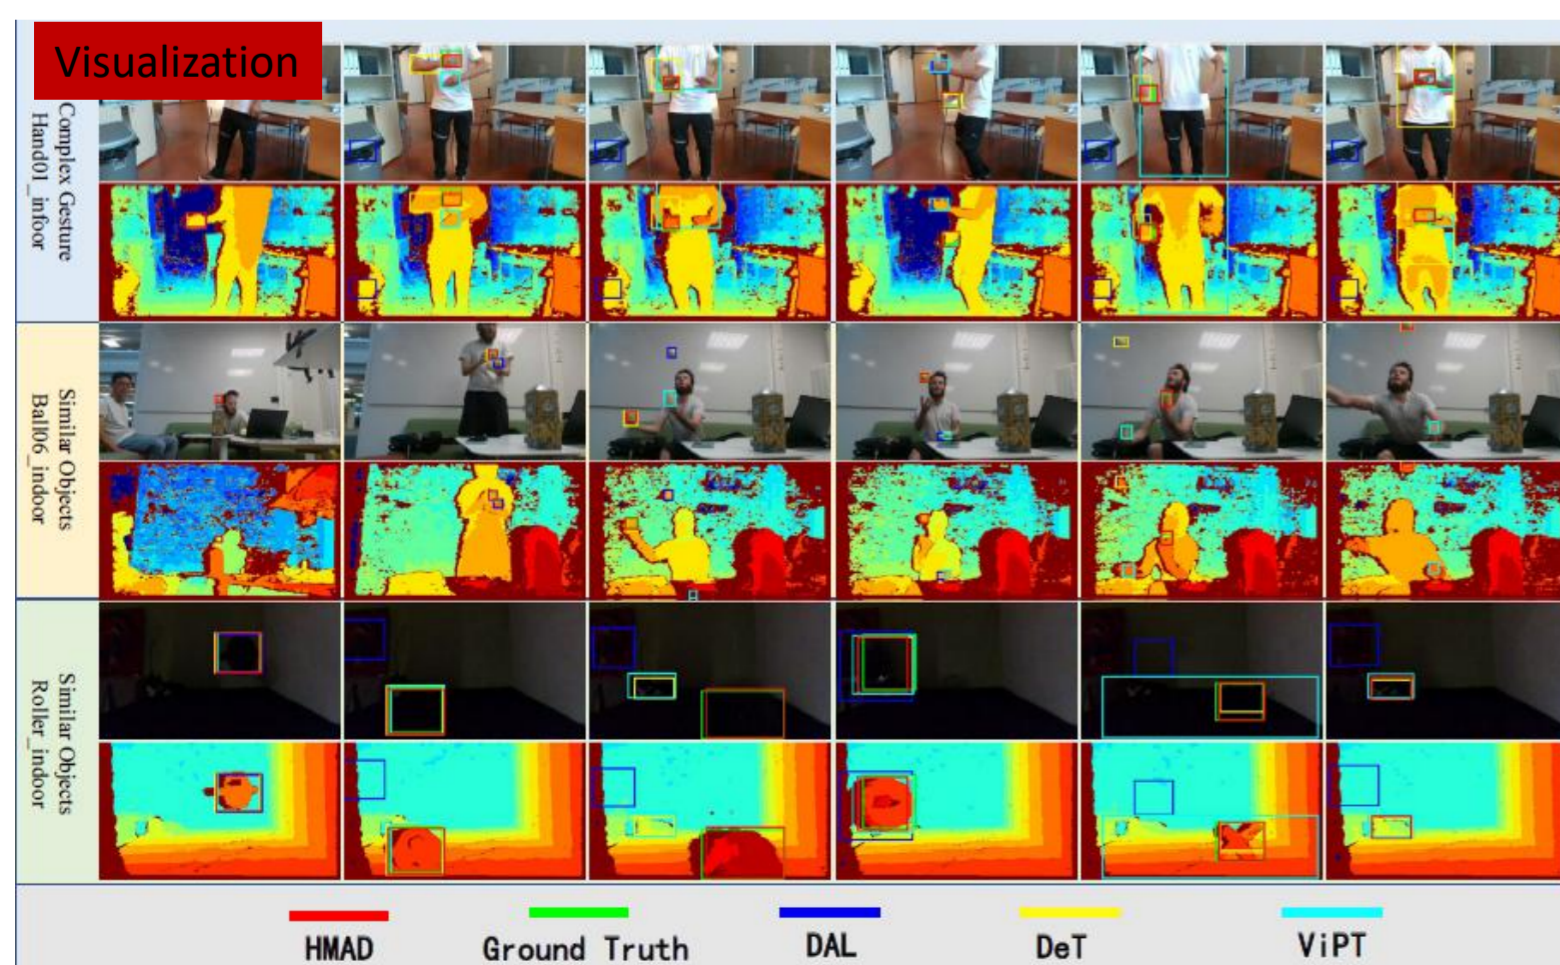 Visualization
Complex Gesture
Hand01_infoor
Similar Objects
Ball06_indoor
Similar Objects
Roller_indoor
HMAD
Ground Truth
DAL
DeT
ViPT